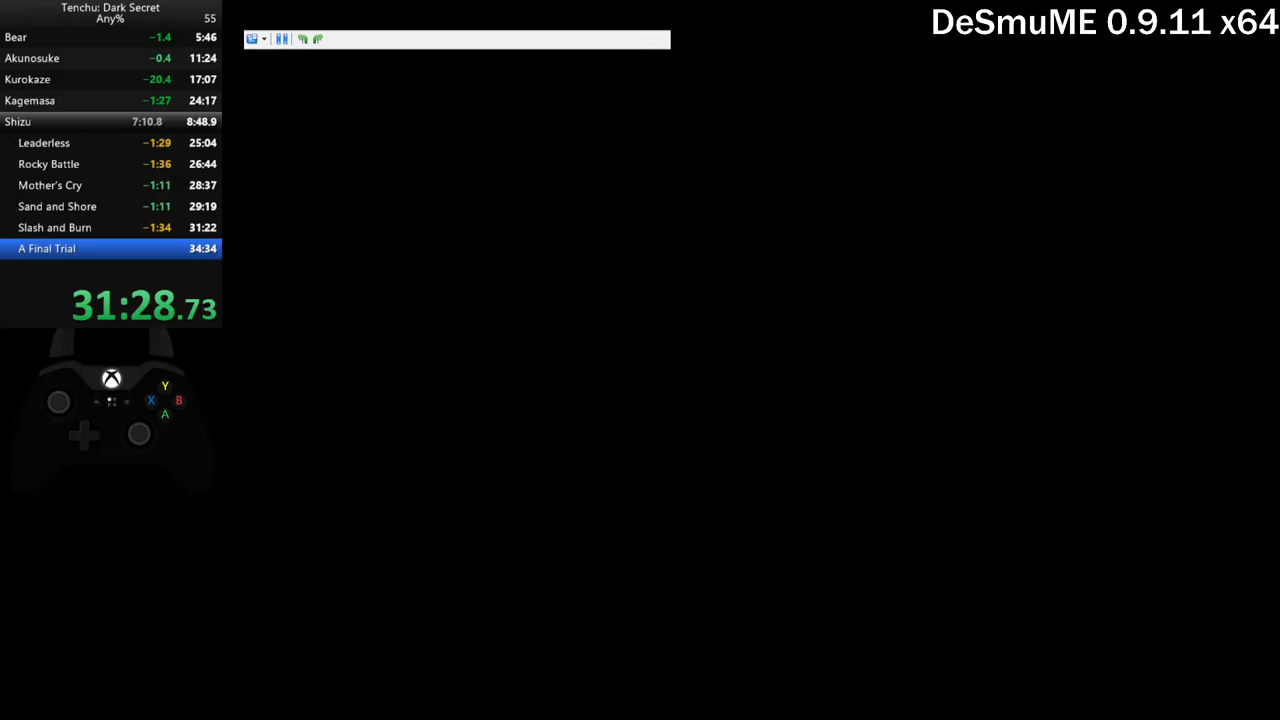 Tenchu: Dark Secret
Any% 55
Bear −1.4 5:46
Akunosuke −0.4 11:24
Kurokaze −20.4 17:07
Kagemasa −1:27 24:17
Shizu 7:10.8 8:48.9
Leaderless −1:29 25:04
Rocky Battle −1:36 26:44
Mother's Cry −1:11 28:37
Sand and Shore −1:11 29:19
Slash and Burn −1:34 31:22
A Final Trial 34:34
31:28.73
Y
X B
A
DeSmuME 0.9.11 x64